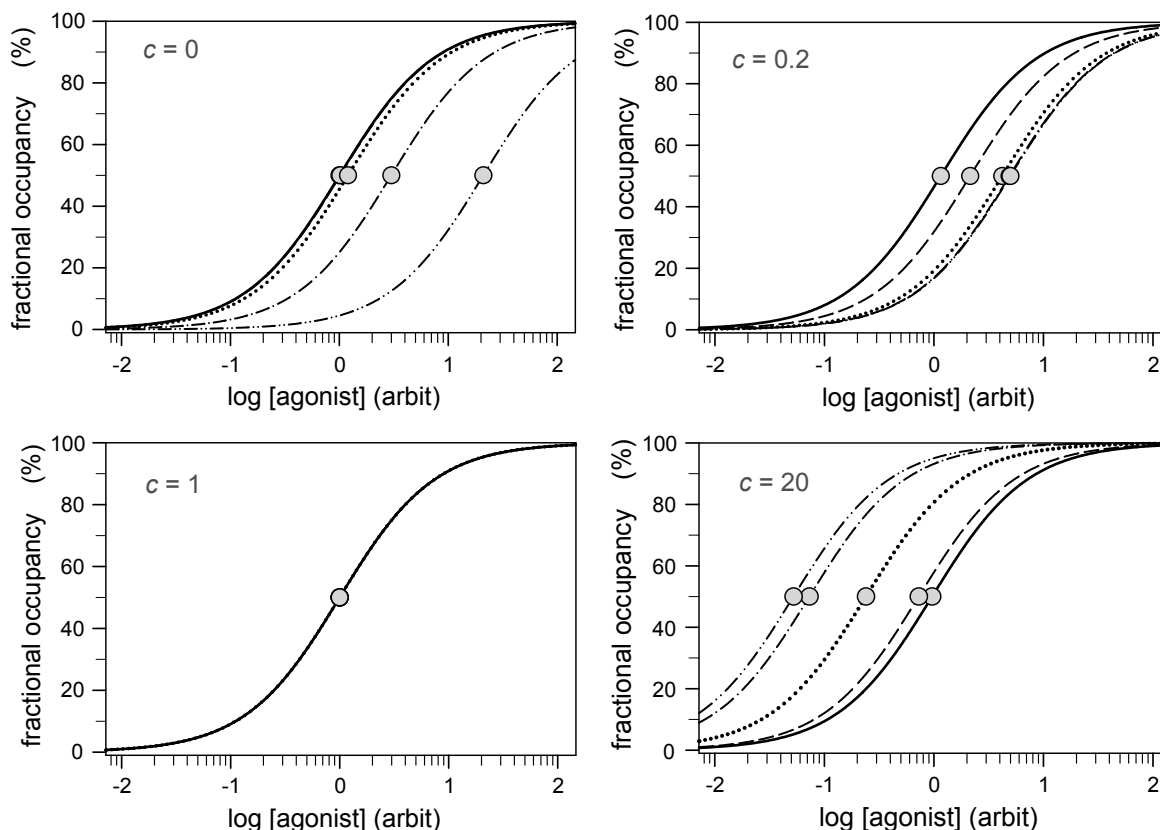 c = 0
fractional occupancy (%)
100
80
60
40
20
0
-2 -1 0 1 2
log [agonist] (arbit)
c = 0.2
fractional occupancy (%)
100
80
60
40
20
0
-2 -1 0 1 2
log [agonist] (arbit)
c = 1
fractional occupancy (%)
100
80
60
40
20
0
-2 -1 0 1 2
log [agonist] (arbit)
c = 20
fractional occupancy (%)
100
80
60
40
20
0
-2 -1 0 1 2
log [agonist] (arbit)